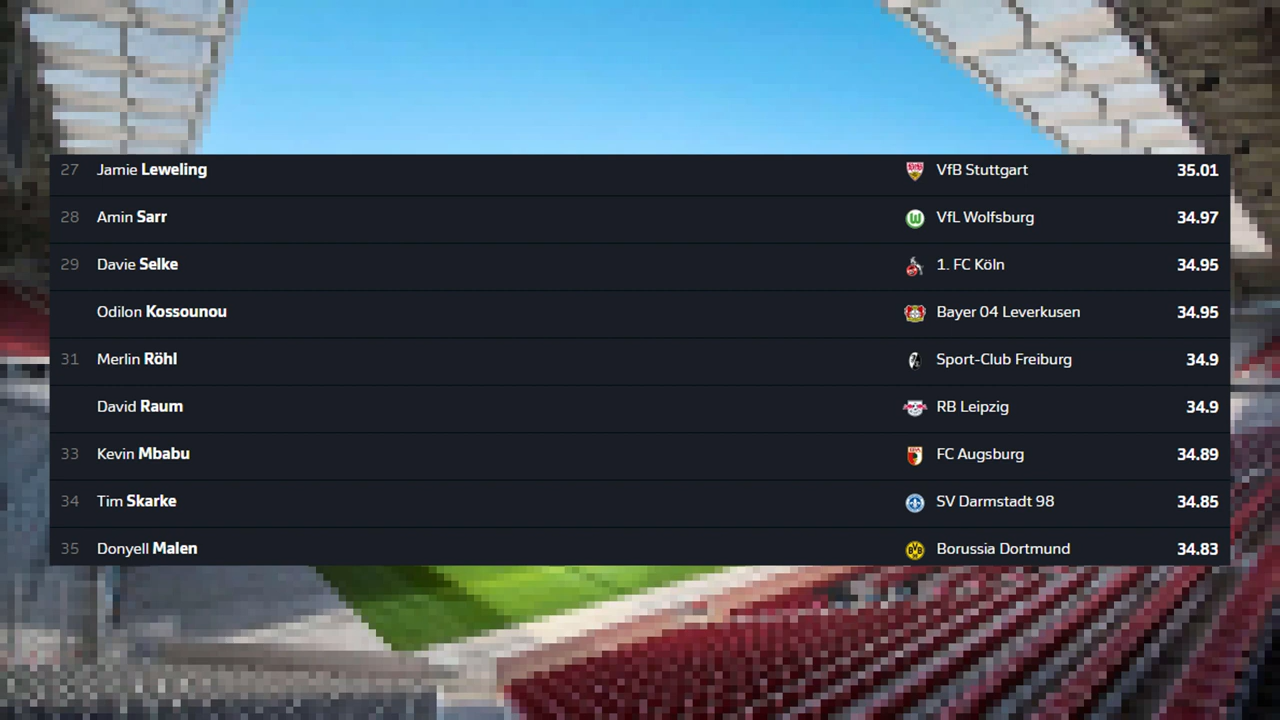 27 Jamie Leweling VfB Stuttgart 35.01
28 Amin Sarr VfL Wolfsburg 34.97
29 Davie Selke 1. FC Köln 34.95
Odilon Kossounou Bayer 04 Leverkusen 34.95
31 Merlin Röhl Sport-Club Freiburg 34.9
David Raum RB Leipzig 34.9
33 Kevin Mbabu FC Augsburg 34.89
34 Tim Skarke SV Darmstadt 98 34.85
35 Donyell Malen Borussia Dortmund 34.83